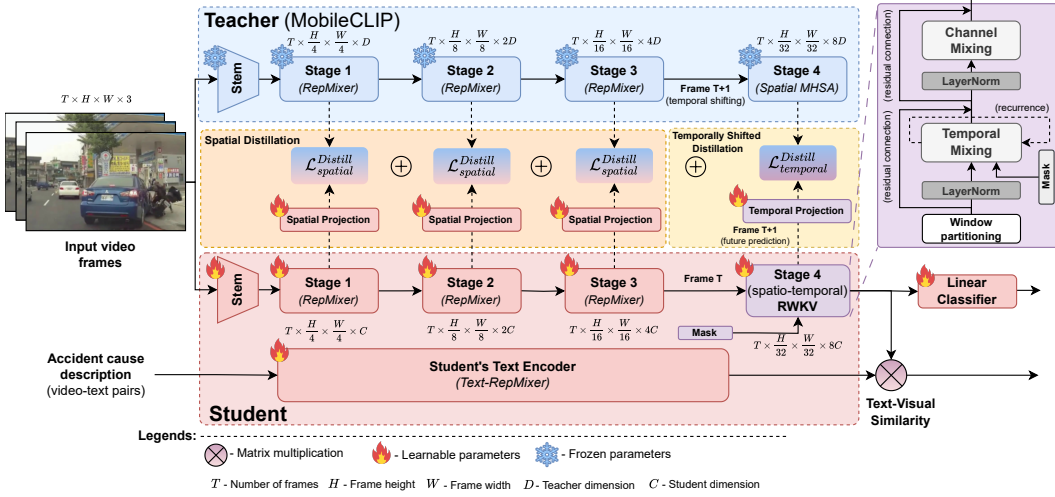 Teacher (MobileCLIP)
T × H/4 × W/4 × D
T × H/8 × W/8 × 2D
T × H/16 × W/16 × 4D
T × H/32 × W/32 × 8D
Stem
Stage 1
(RepMixer)
Stage 2
(RepMixer)
Stage 3
(RepMixer)
Frame T+1
(temporal shifting)
Stage 4
(Spatial MHSA)
T × H × W × 3
Input video
frames
Spatial Distillation
Temporally Shifted
Distillation
L^Distill_spatial
L^Distill_spatial
L^Distill_spatial
L^Distill_temporal
Spatial Projection
Spatial Projection
Spatial Projection
Temporal Projection
Frame T+1
(future prediction)
Stem
Stage 1
(RepMixer)
Stage 2
(RepMixer)
Stage 3
(RepMixer)
Frame T
Stage 4
(spatio-temporal)
RWKV
Linear
Classifier
T × H/4 × W/4 × C
T × H/8 × W/8 × 2C
T × H/16 × W/16 × 4C
Mask
T × H/32 × W/32 × 8C
Accident cause
description
(video-text pairs)
Student's Text Encoder
(Text-RepMixer)
Student
Text-Visual
Similarity
(residual connection)
Channel
Mixing
LayerNorm
(recurrence)
(residual connection)
Temporal
Mixing
LayerNorm
Mask
Window
partitioning
Legends:
- Matrix multiplication
- Learnable parameters
- Frozen parameters
T - Number of frames H - Frame height W - Frame width D - Teacher dimension C - Student dimension